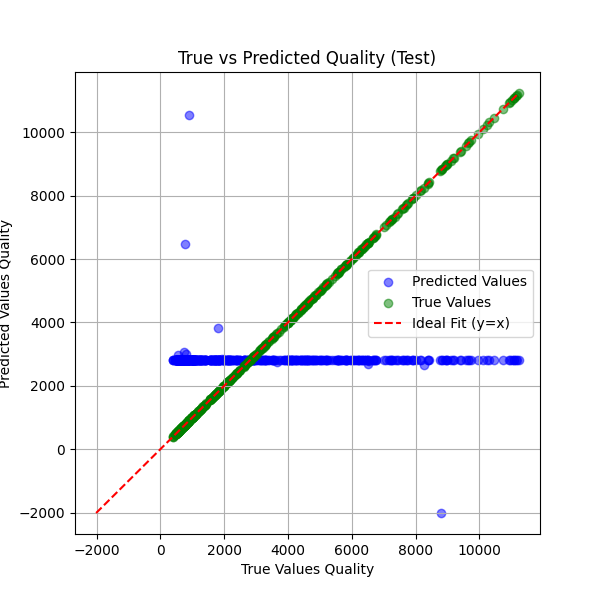 True vs Predicted Quality (Test)
Predicted Values Quality
10000
8000
6000
4000
2000
0
−2000
Predicted Values
True Values
Ideal Fit (y=x)
−2000 0 2000 4000 6000 8000 10000
True Values Quality